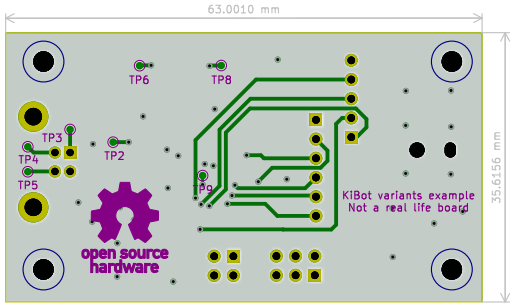 63.0010 mm
TP6
TP8
TP3
TP2
TP4
TP5
TP9
35.6156 mm
KiBot variants example
Not a real life board
open source
hardware